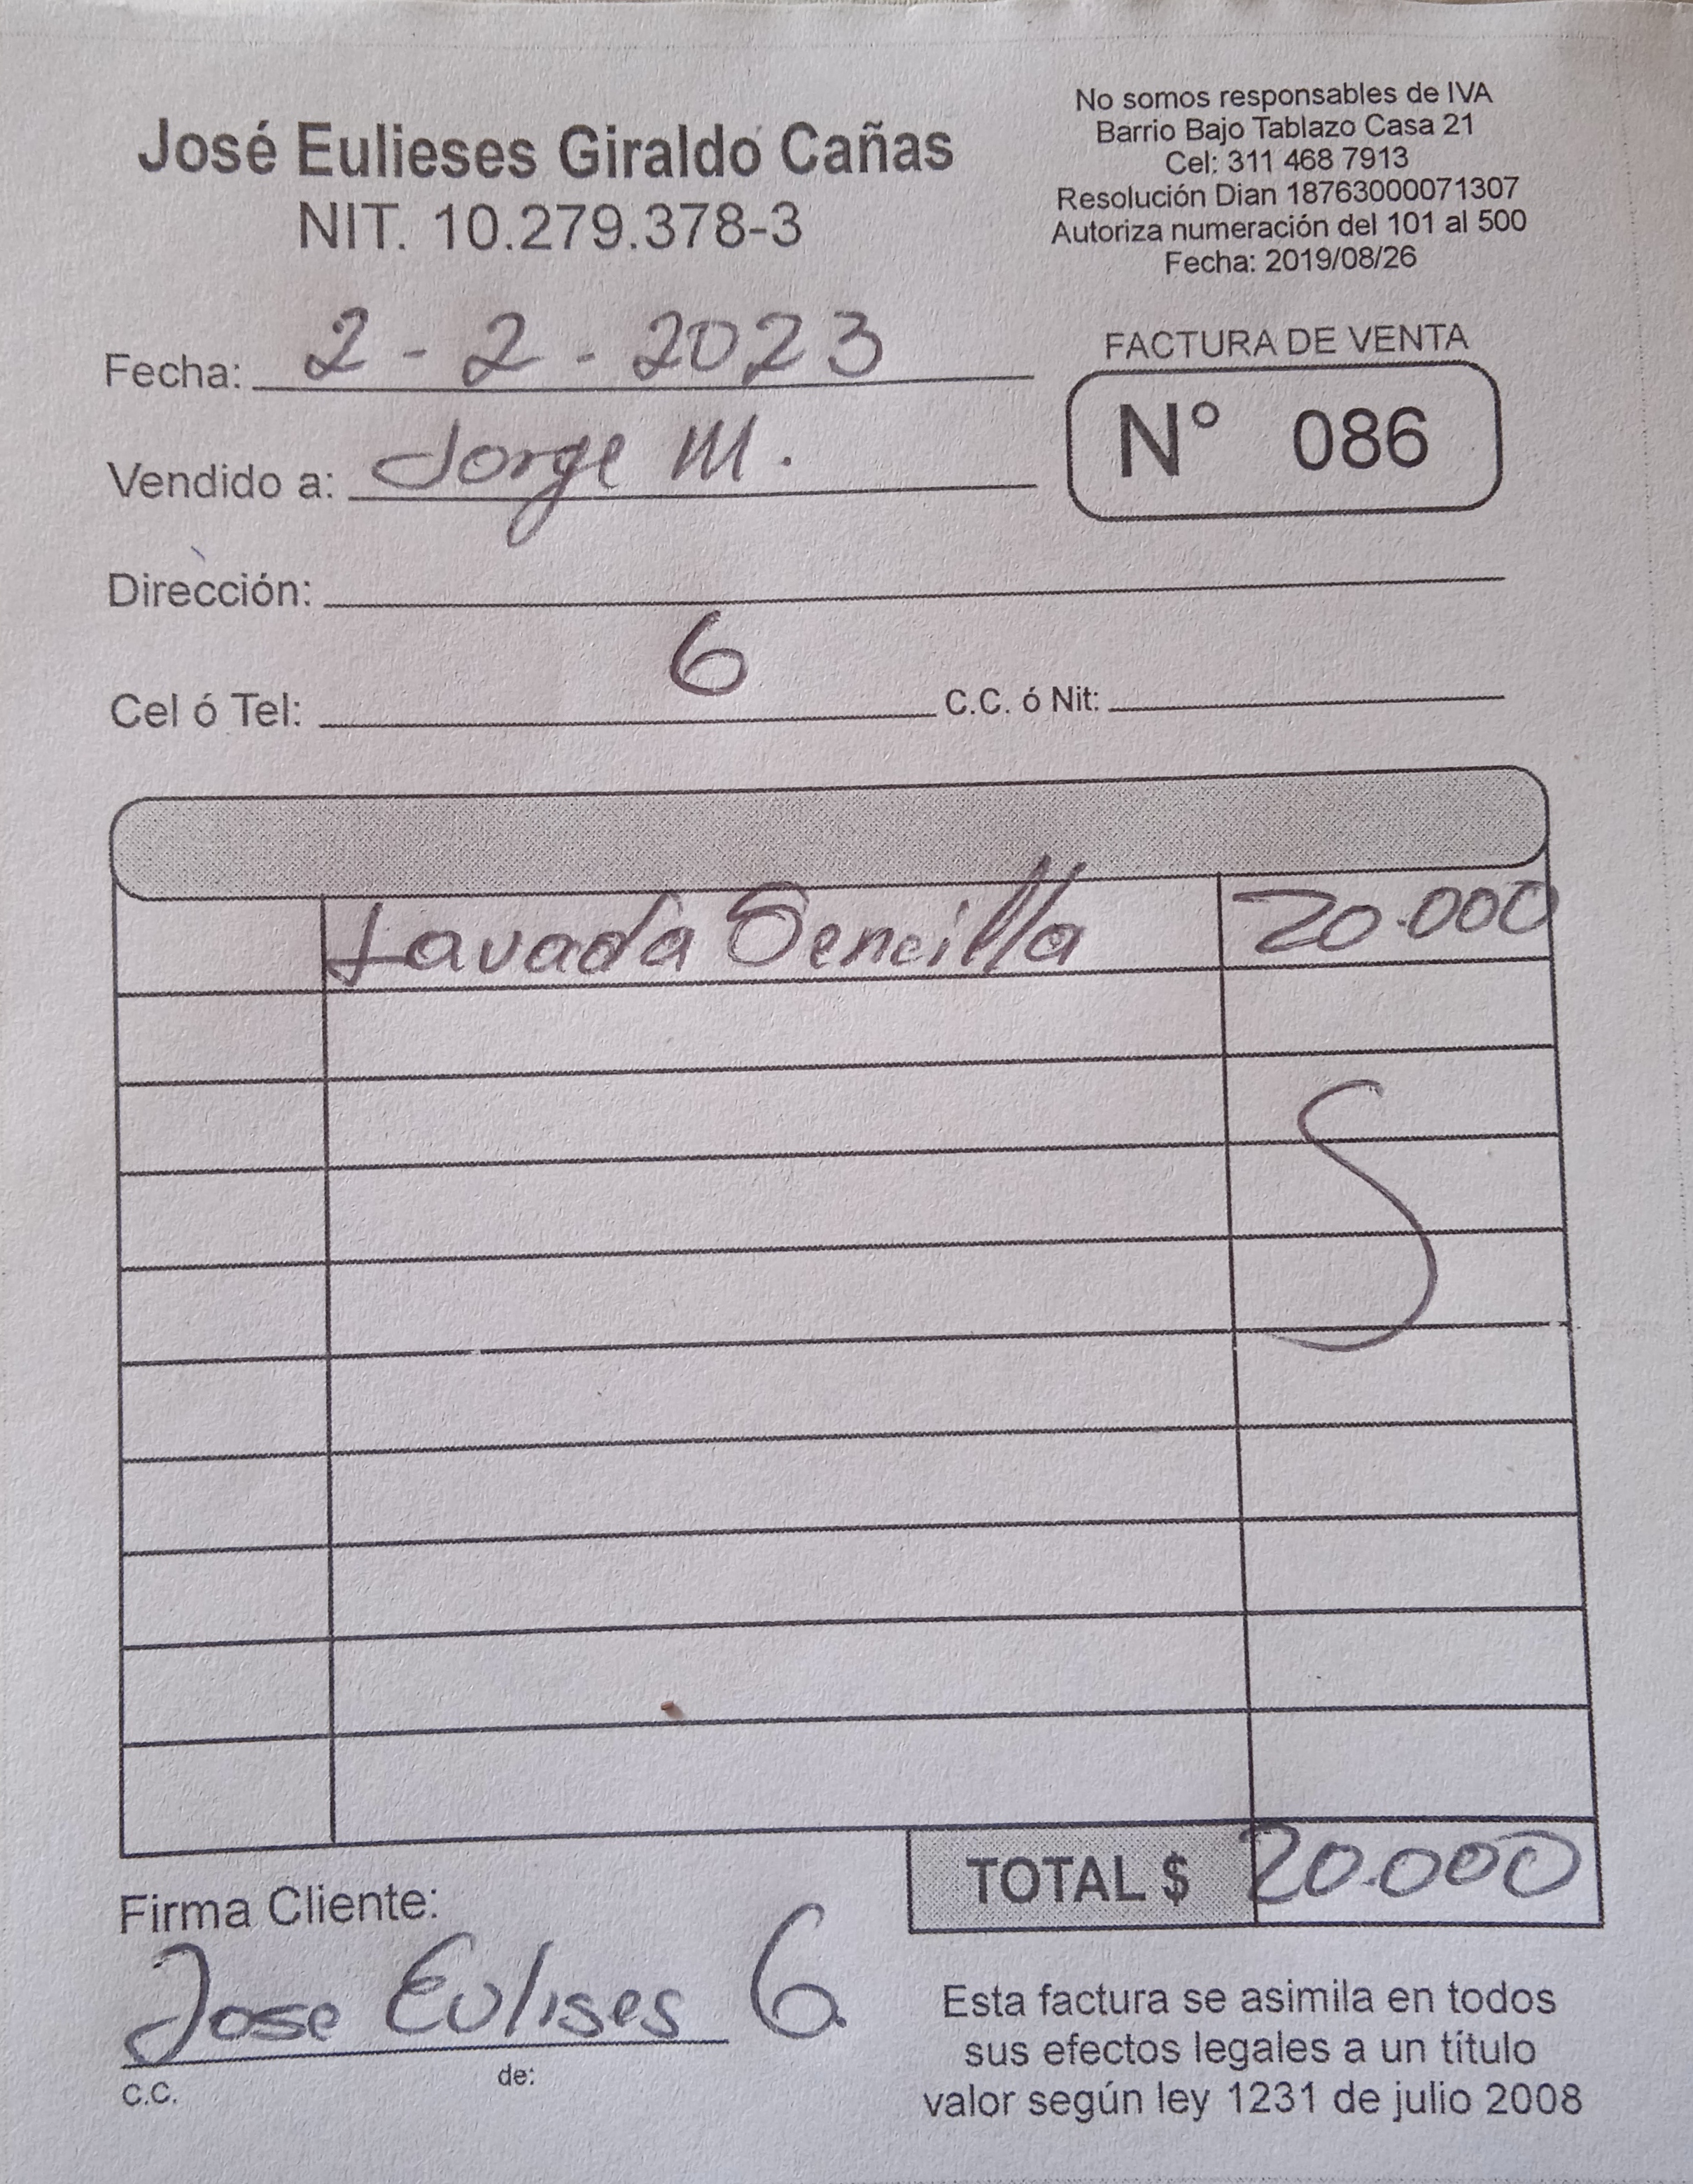 José Eulieses Giraldo Cañas
NIT. 10.279.378-3
No somos responsables de IVA
Barrio Bajo Tablazo Casa 21
Cel: 311 468 7913
Resolución Dian 18763000071307
Autoriza numeración del 101 al 500
Fecha: 2019/08/26
Fecha: 2 - 2 - 2023
FACTURA DE VENTA
N° 086
Vendido a: Jorge M.
Dirección:
6
Cel ó Tel: C.C. ó Nit:
Lavada Sencilla 20.000
S
TOTAL $ 20.000
Firma Cliente:
Jose Eulises G.
C.C. de:
Esta factura se asimila en todos
sus efectos legales a un título
valor según ley 1231 de julio 2008